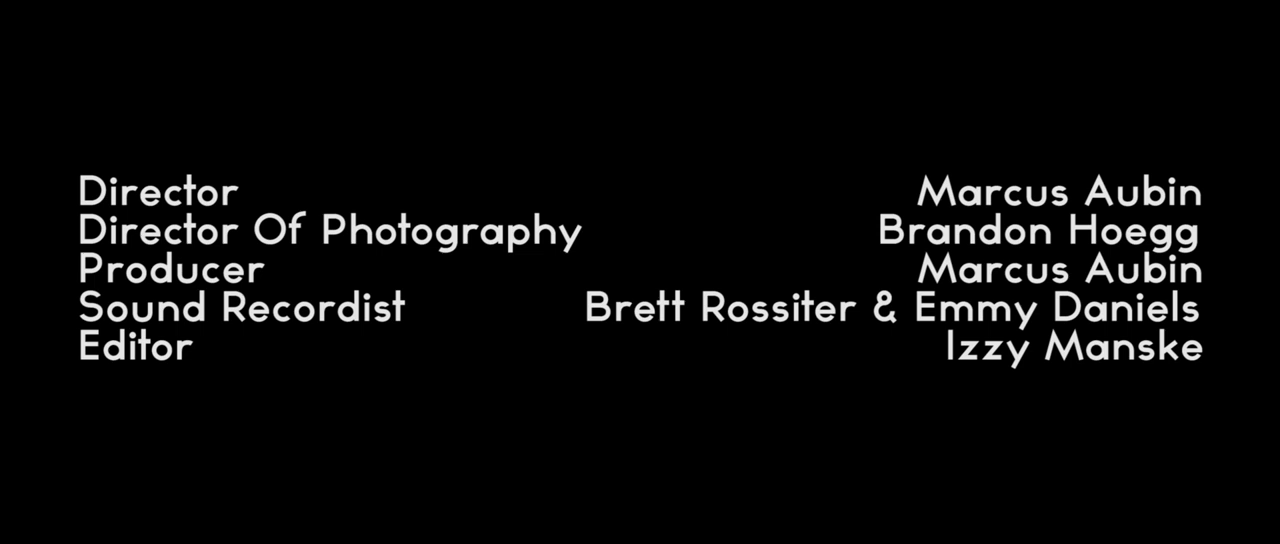 Director Marcus Aubin
Director Of Photography Brandon Hoegg
Producer Marcus Aubin
Sound Recordist Brett Rossiter & Emmy Daniels
Editor Izzy Manske